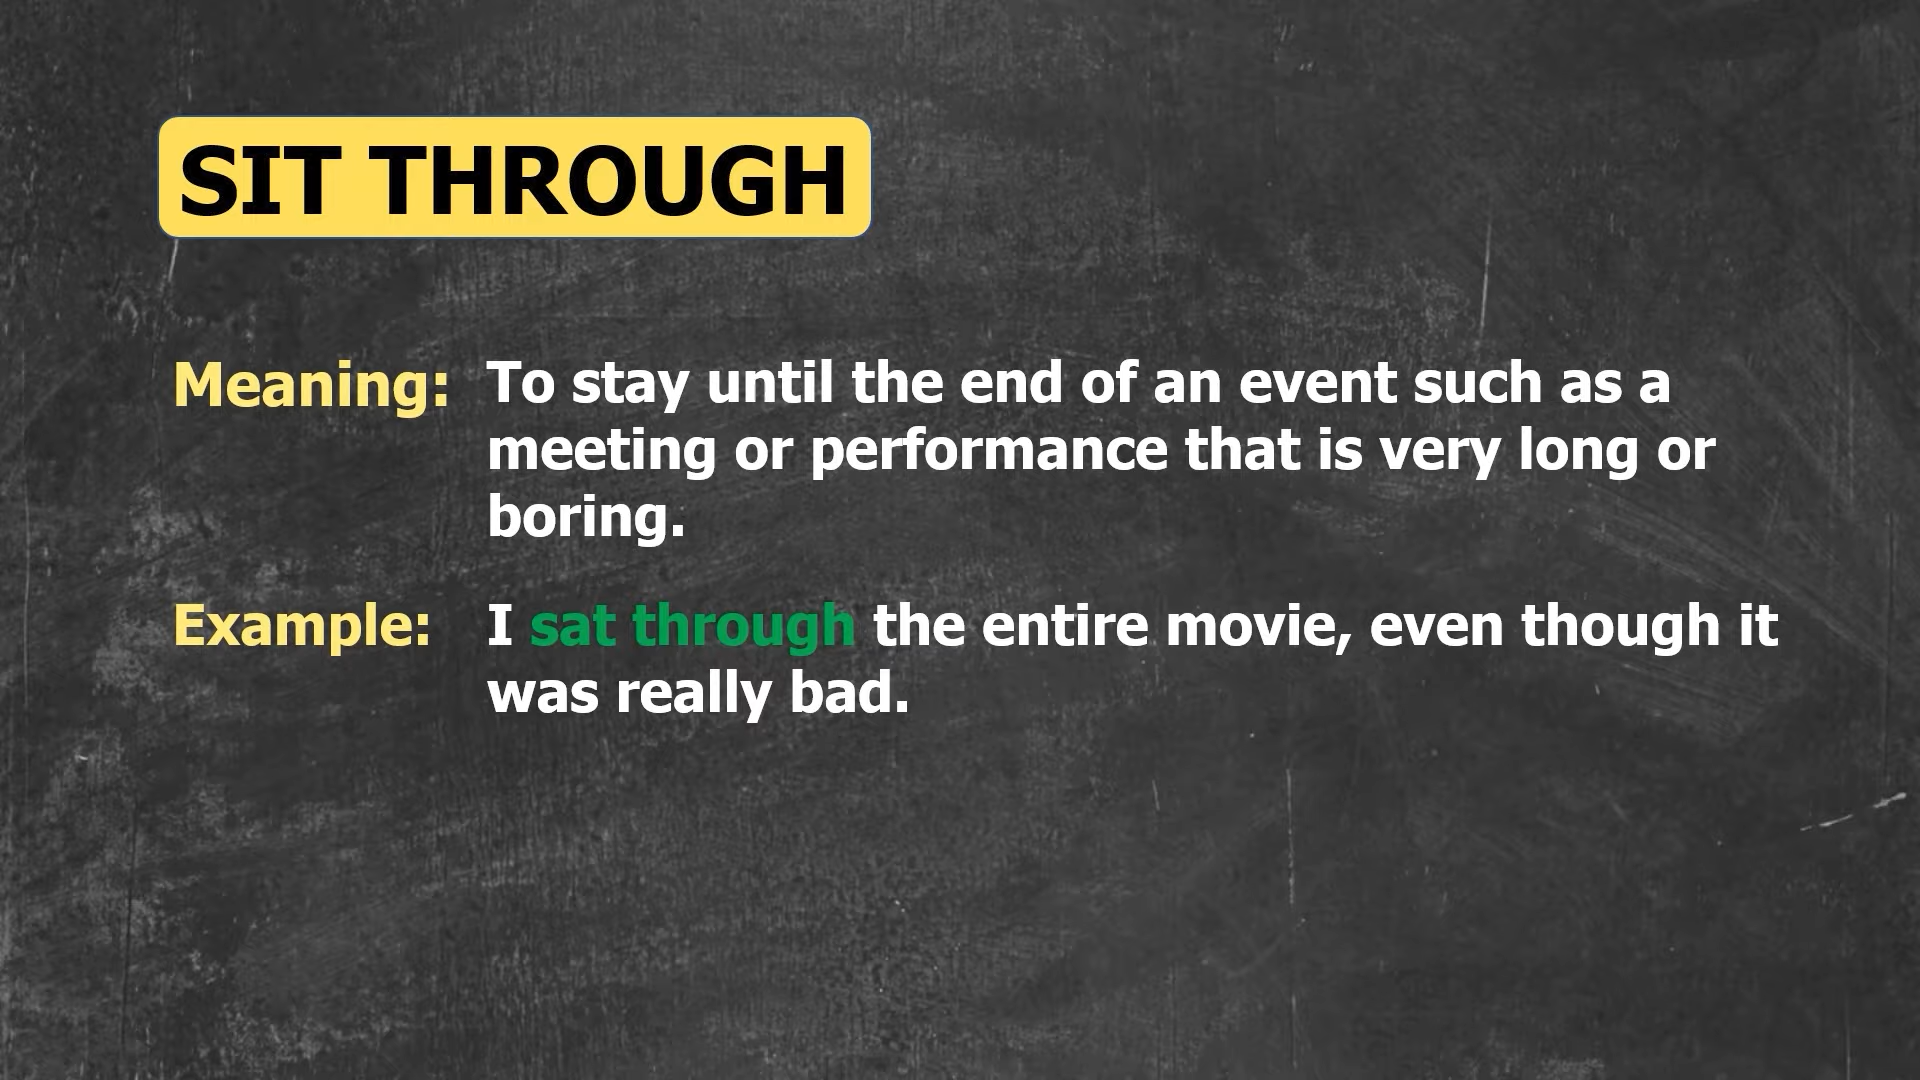 SIT THROUGH
Meaning: To stay until the end of an event such as a
meeting or performance that is very long or
boring.
Example: I sat through the entire movie, even though it
was really bad.